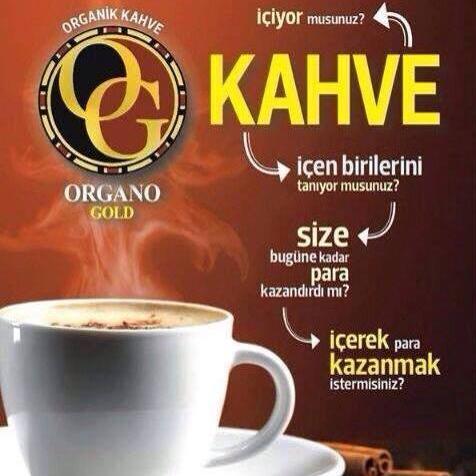 ORGANİK KAHVE
OG
ORGANO
GOLD
içiyor musunuz?
KAHVE
içen birilerini
tanıyor musunuz?
size
bugüne kadar
para
kazandırdı mı?
içerek para
kazanmak
istermisiniz?